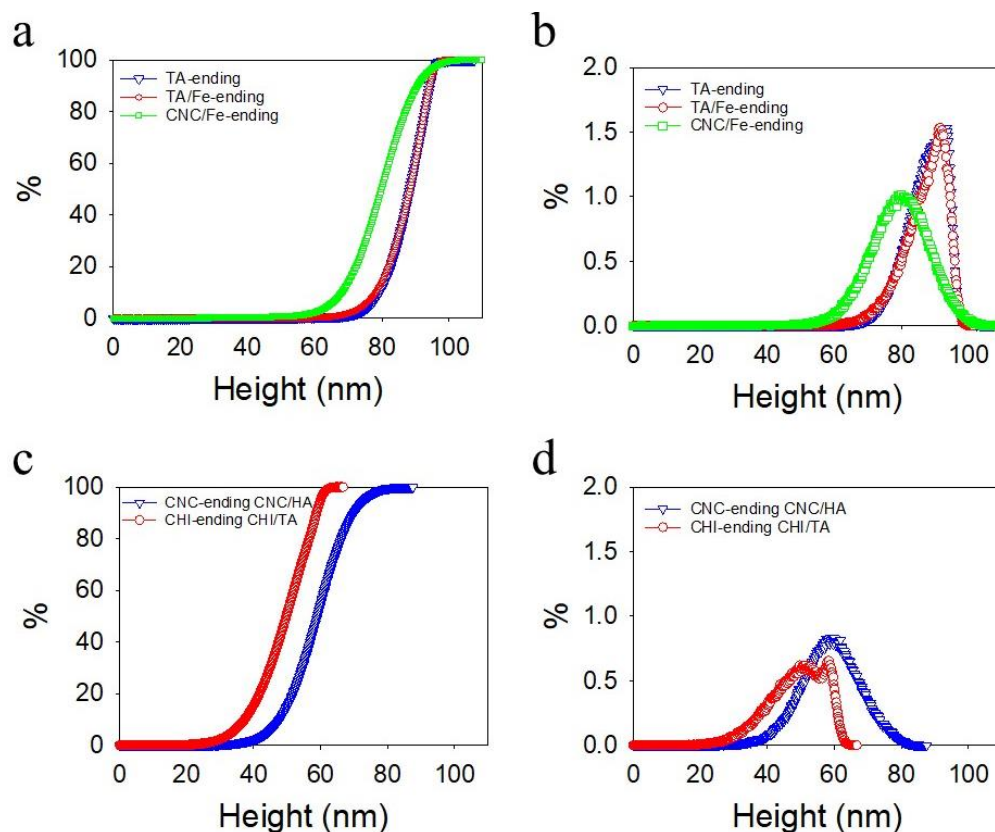 a
100
80
60
40
20
0
%
TA-ending
TA/Fe-ending
CNC/Fe-ending
0 20 40 60 80 100
Height (nm)
b
2.0
1.5
1.0
0.5
0.0
%
TA-ending
TA/Fe-ending
CNC/Fe-ending
0 20 40 60 80 100
Height (nm)
c
100
80
60
40
20
0
%
CNC-ending CNC/HA
CHI-ending CHI/TA
0 20 40 60 80 100
Height (nm)
d
2.0
1.5
1.0
0.5
0.0
%
CNC-ending CNC/HA
CHI-ending CHI/TA
0 20 40 60 80 100
Height (nm)